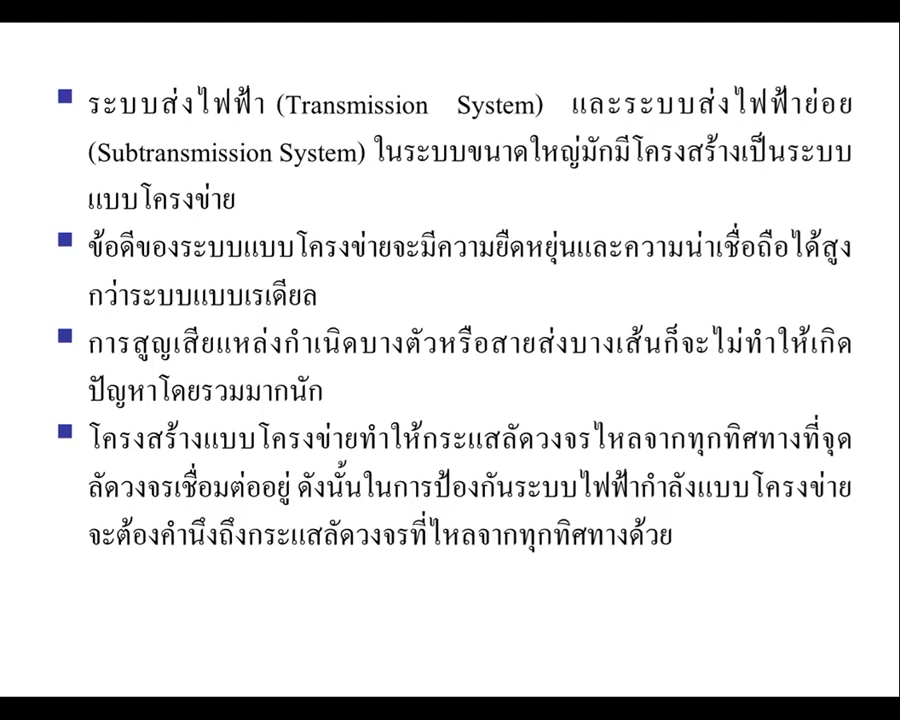 ระบบส่งไฟฟ้า (Transmission System) และระบบส่งไฟฟ้าย่อย
(Subtransmission System) ในระบบขนาดใหญ่มักมีโครงสร้างเป็นระบบ
แบบโครงข่าย
ข้อดีของระบบแบบโครงข่ายจะมีความยืดหยุ่นและความน่าเชื่อถือได้สูง
กว่าระบบแบบเรเดียล
การสูญเสียแหล่งกำเนิดบางตัวหรือสายส่งบางเส้นก็จะไม่ทำให้เกิด
ปัญหาโดยรวมมากนัก
โครงสร้างแบบโครงข่ายทำให้กระแสลัดวงจรไหลจากทุกทิศทางที่จุด
ลัดวงจรเชื่อมต่ออยู่ ดังนั้นในการป้องกันระบบไฟฟ้ากำลังแบบโครงข่าย
จะต้องคำนึงถึงกระแสลัดวงจรที่ไหลจากทุกทิศทางด้วย